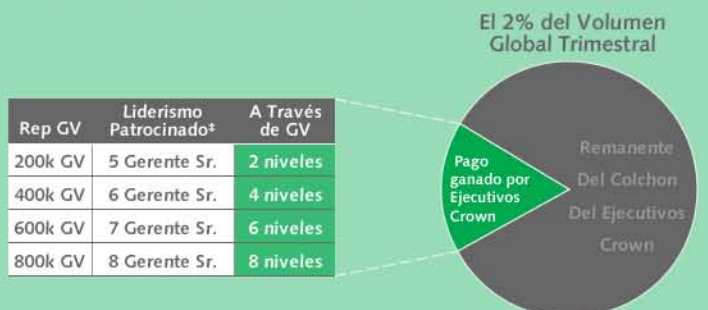 El 2% del Volumen
Global Trimestral
Rep GV
Liderismo
Patrocinado‡
A Través
de GV
200k GV 5 Gerente Sr. 2 niveles
400k GV 6 Gerente Sr. 4 niveles
600k GV 7 Gerente Sr. 6 niveles
800k GV 8 Gerente Sr. 8 niveles
Pago
ganado por
Ejecutivos
Crown
Remanente
Del Colchon
Del Ejecutivos
Crown